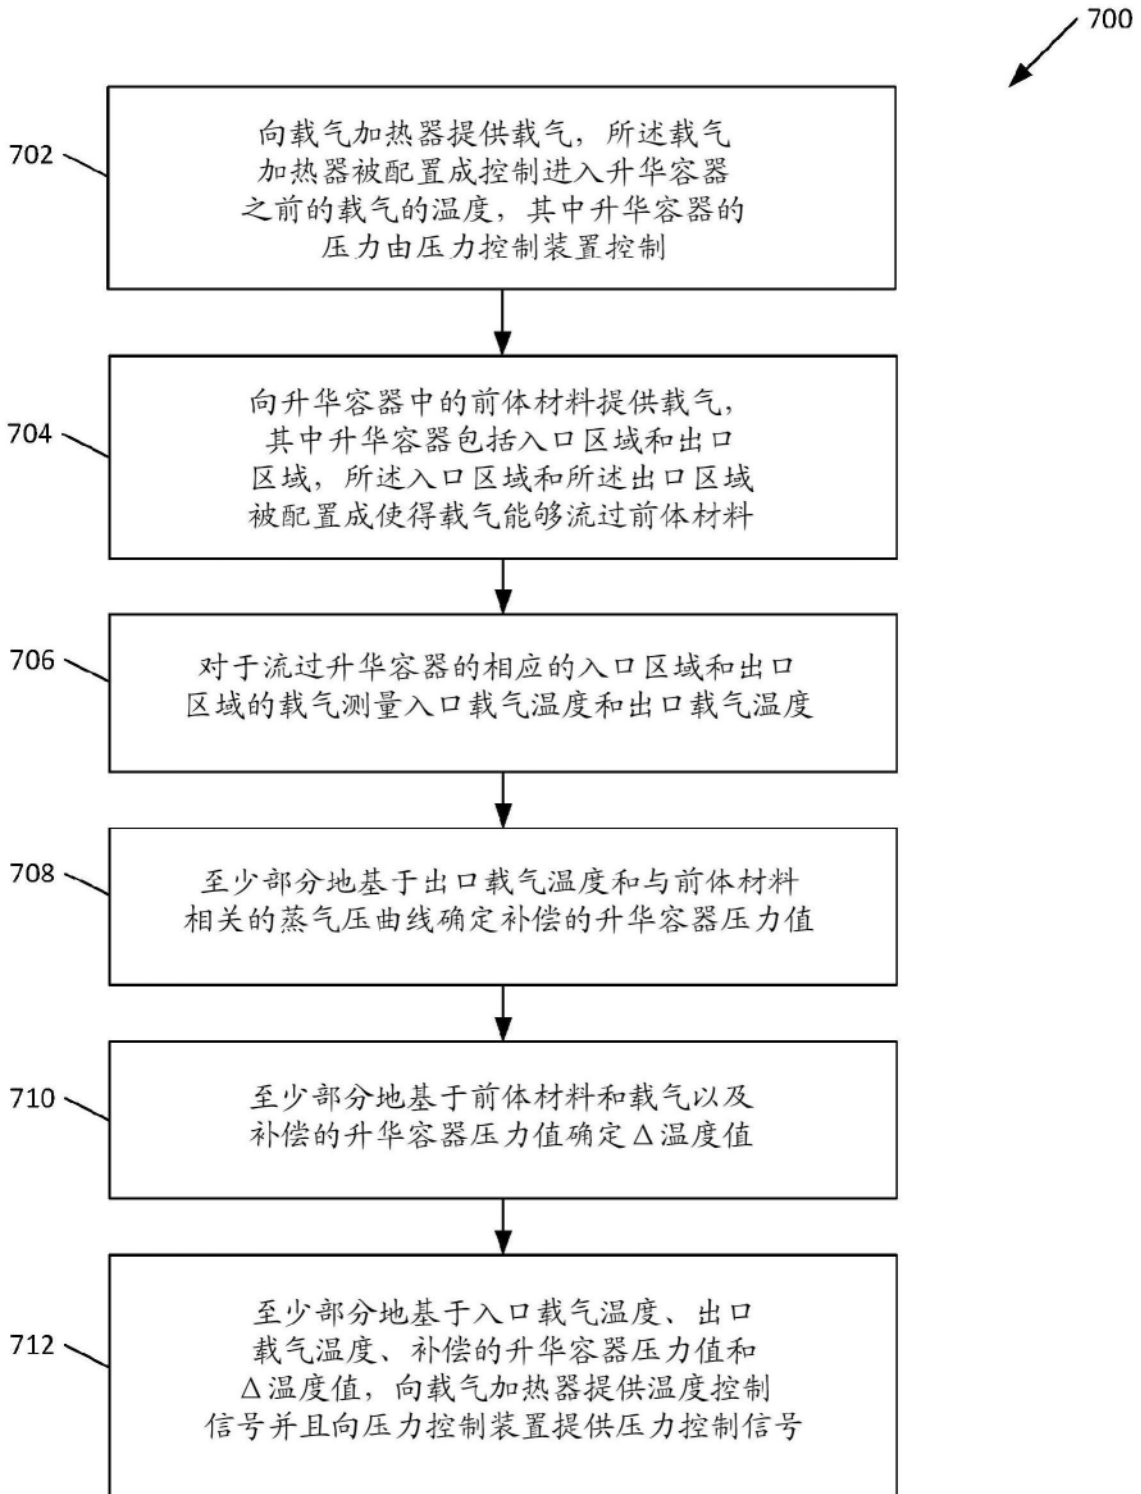 700
702
向载气加热器提供载气，所述载气
加热器被配置成控制进入升华容器
之前的载气的温度，其中升华容器的
压力由压力控制装置控制
704
向升华容器中的前体材料提供载气，
其中升华容器包括入口区域和出口
区域，所述入口区域和所述出口区域
被配置成使得载气能够流过前体材料
706
对于流过升华容器的相应的入口区域和出口
区域的载气测量入口载气温度和出口载气温度
708
至少部分地基于出口载气温度和与前体材料
相关的蒸气压曲线确定补偿的升华容器压力值
710
至少部分地基于前体材料和载气以及
补偿的升华容器压力值确定Δ温度值
712
至少部分地基于入口载气温度、出口
载气温度、补偿的升华容器压力值和
Δ温度值，向载气加热器提供温度控制
信号并且向压力控制装置提供压力控制信号